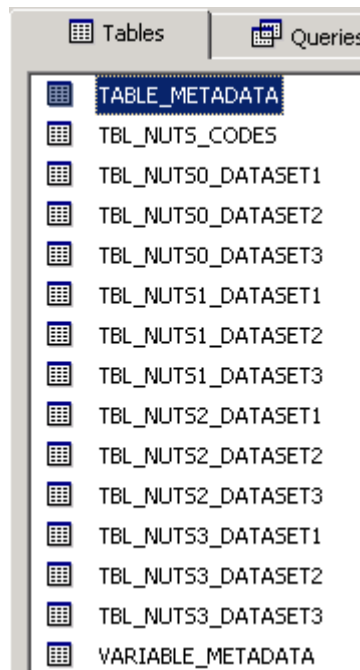 Tables Queries
TABLE_METADATA
TBL_NUTS_CODES
TBL_NUTS0_DATASET1
TBL_NUTS0_DATASET2
TBL_NUTS0_DATASET3
TBL_NUTS1_DATASET1
TBL_NUTS1_DATASET2
TBL_NUTS1_DATASET3
TBL_NUTS2_DATASET1
TBL_NUTS2_DATASET2
TBL_NUTS2_DATASET3
TBL_NUTS3_DATASET1
TBL_NUTS3_DATASET2
TBL_NUTS3_DATASET3
VARIABLE_METADATA